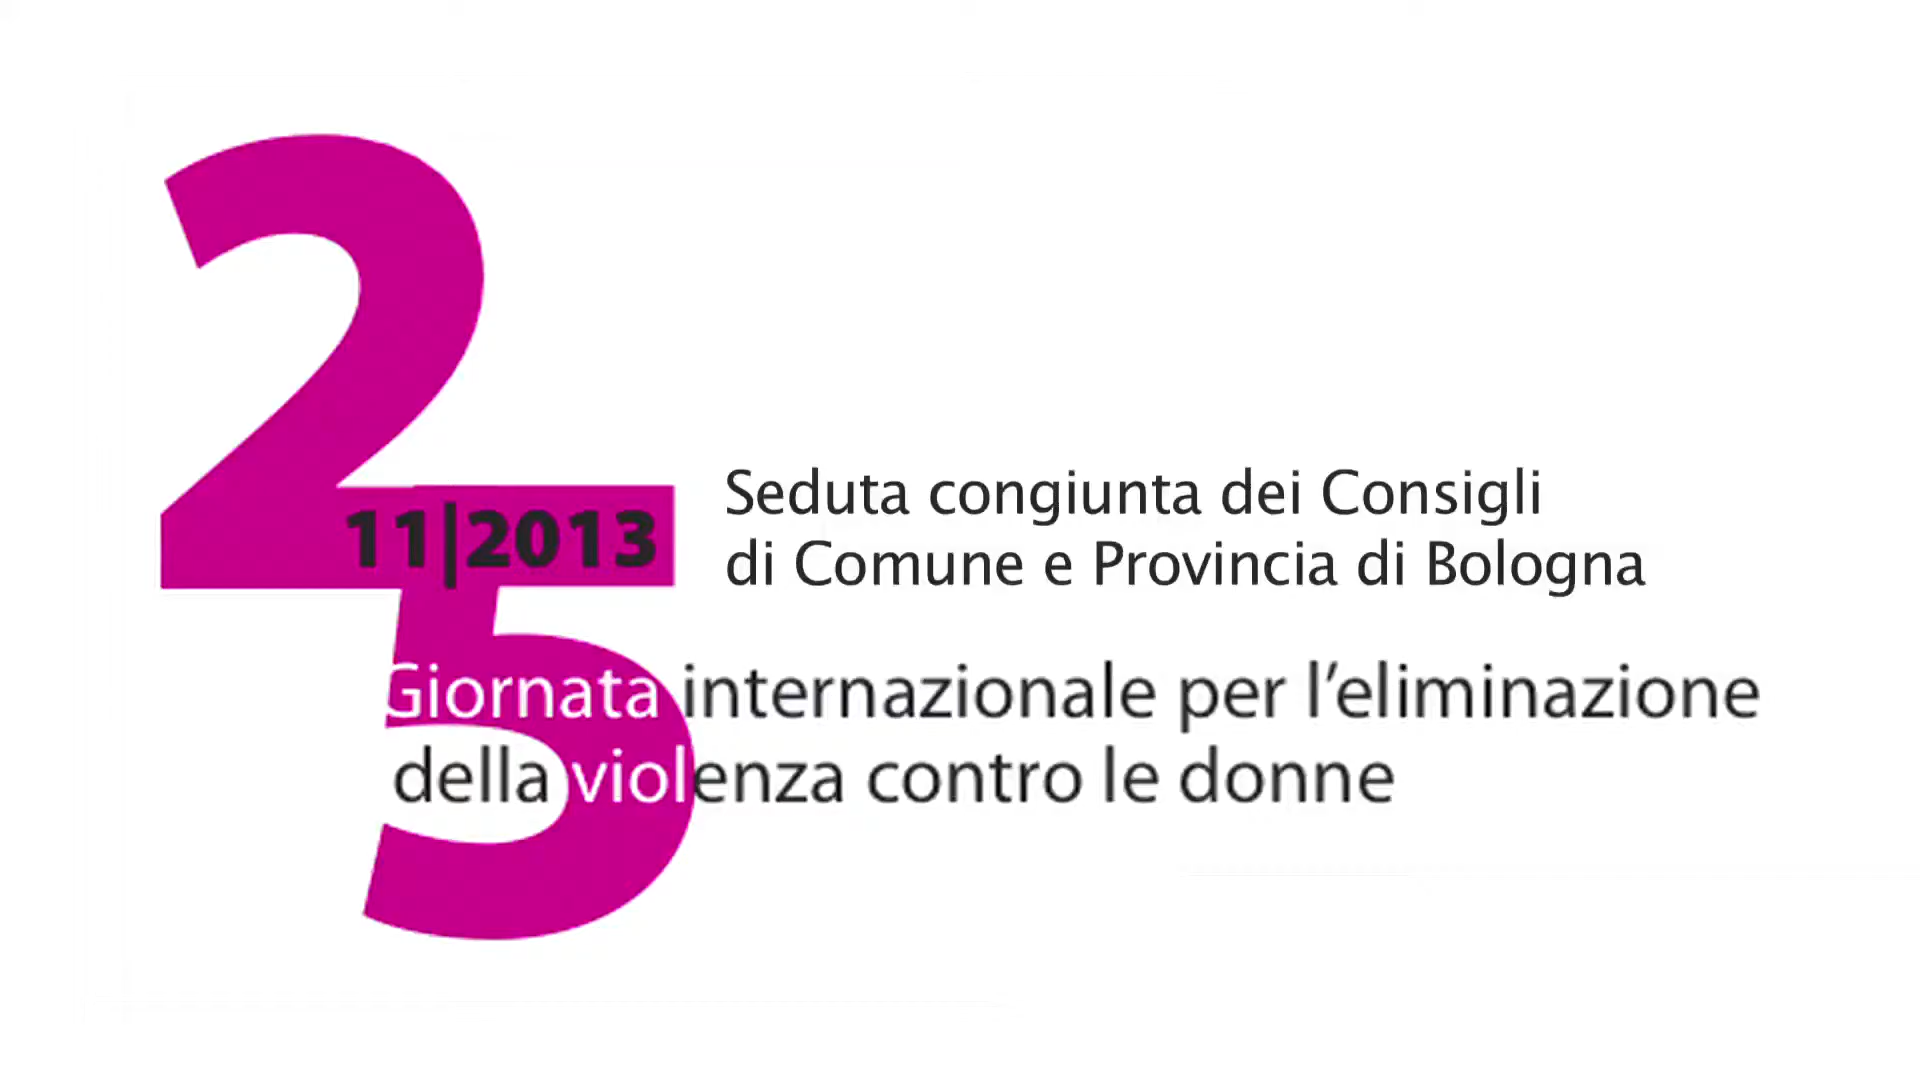 25
11|2013
Seduta congiunta dei Consigli
di Comune e Provincia di Bologna
Giornata internazionale per l’eliminazione
della violenza contro le donne